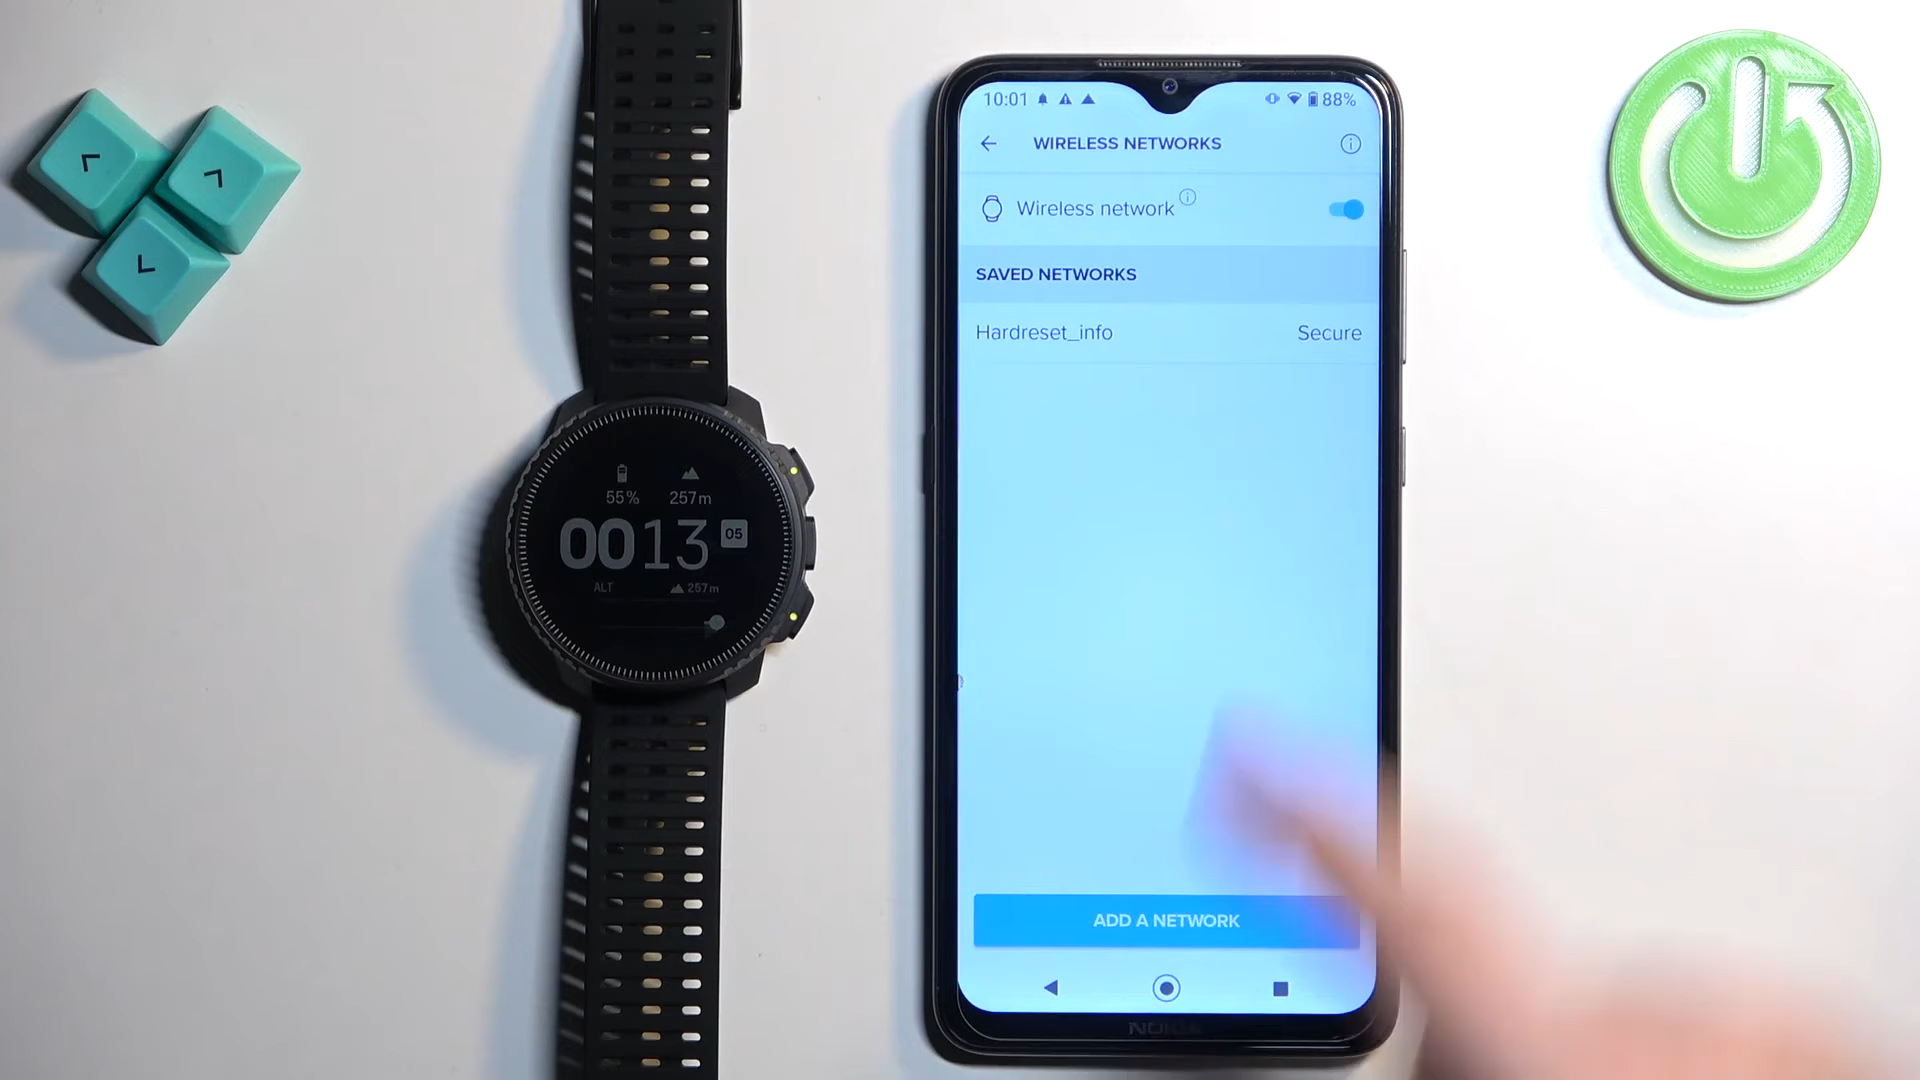 10:01
88%
WIRELESS NETWORKS
Wireless network
SAVED NETWORKS
Hardreset_info Secure
ADD A NETWORK
NOKIA
55% 257m
0013 05
ALT 257m